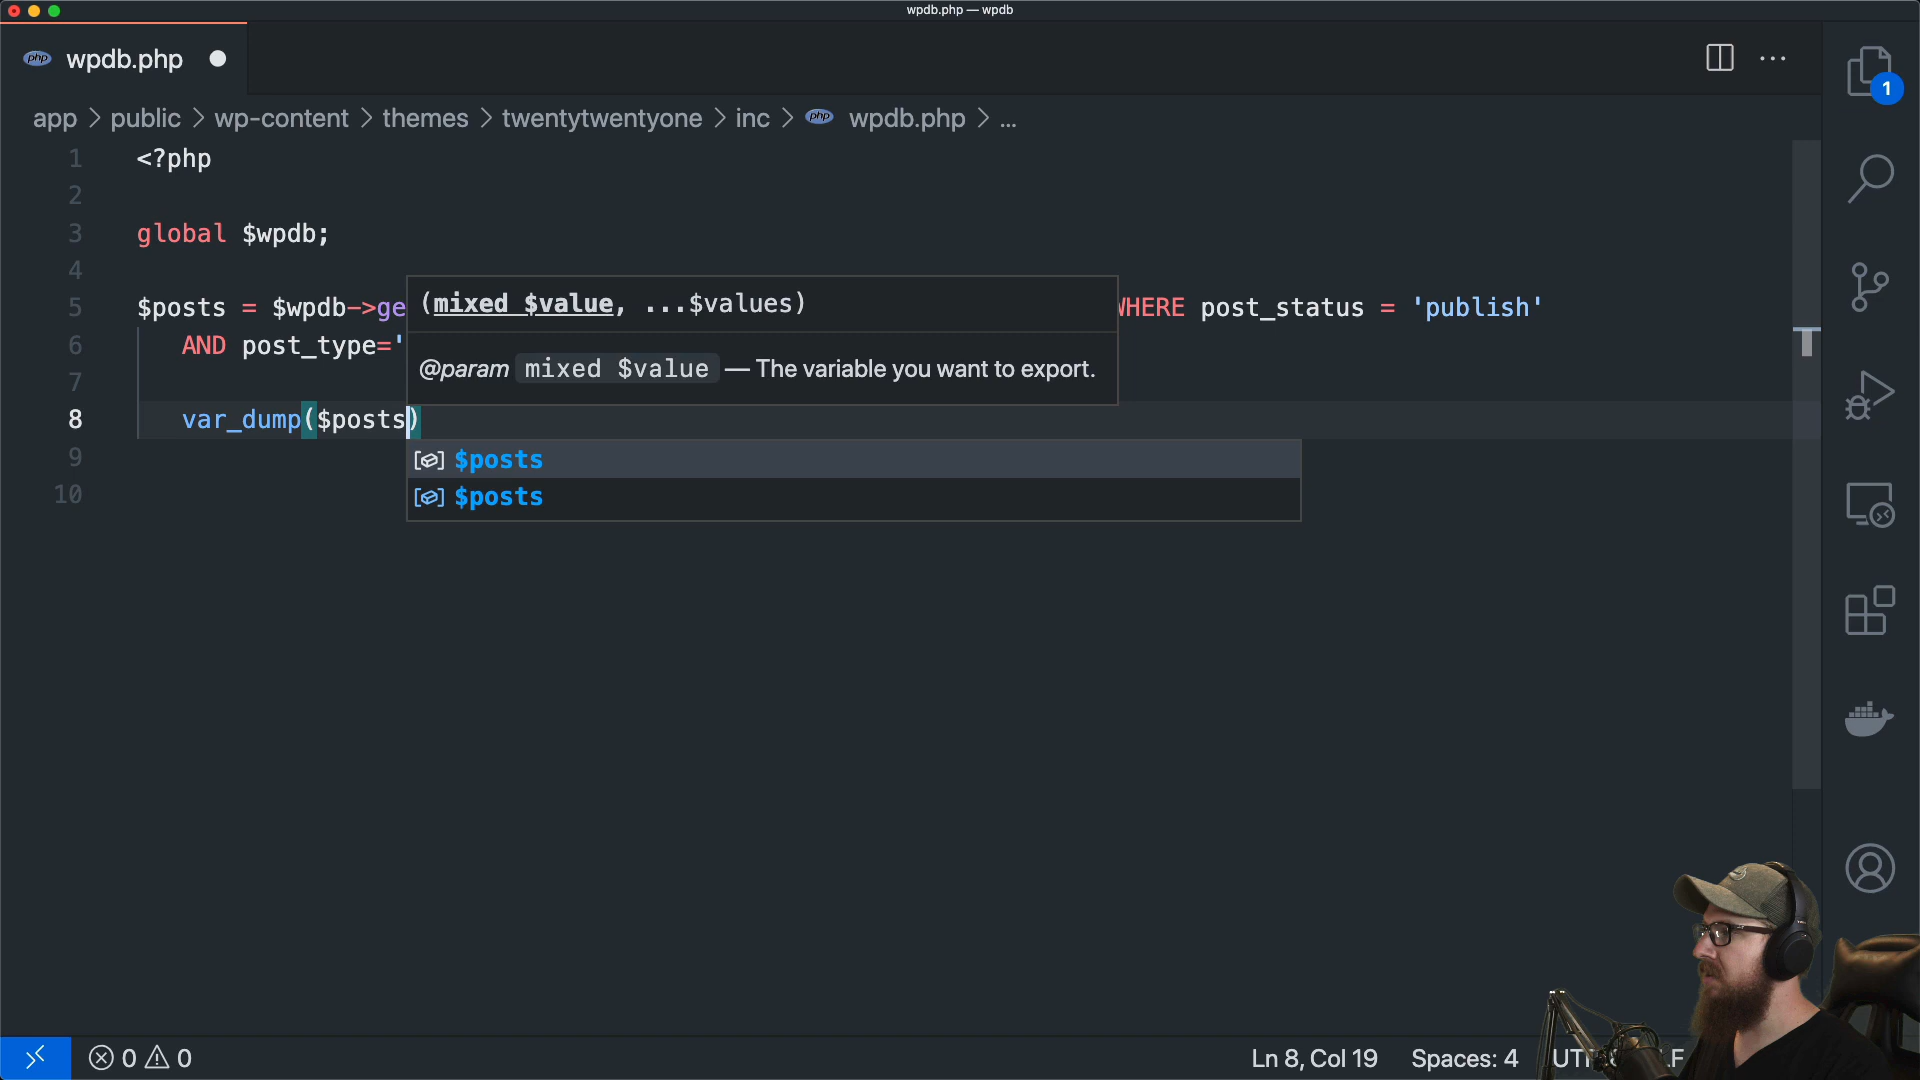 wpdb.php — wpdb
php wpdb.php
1
app > public > wp-content > themes > twentytwentyone > inc > php wpdb.php > ...
1 <?php
2
3 global $wpdb;
4
5 $posts = $wpdb->ge WHERE post_status = 'publish'
6 AND post_type='
7
8 var_dump($posts)
9
10
(mixed $value, ...$values)
@param mixed $value — The variable you want to export.
$posts
$posts
0 0
Ln 8, Col 19 Spaces: 4